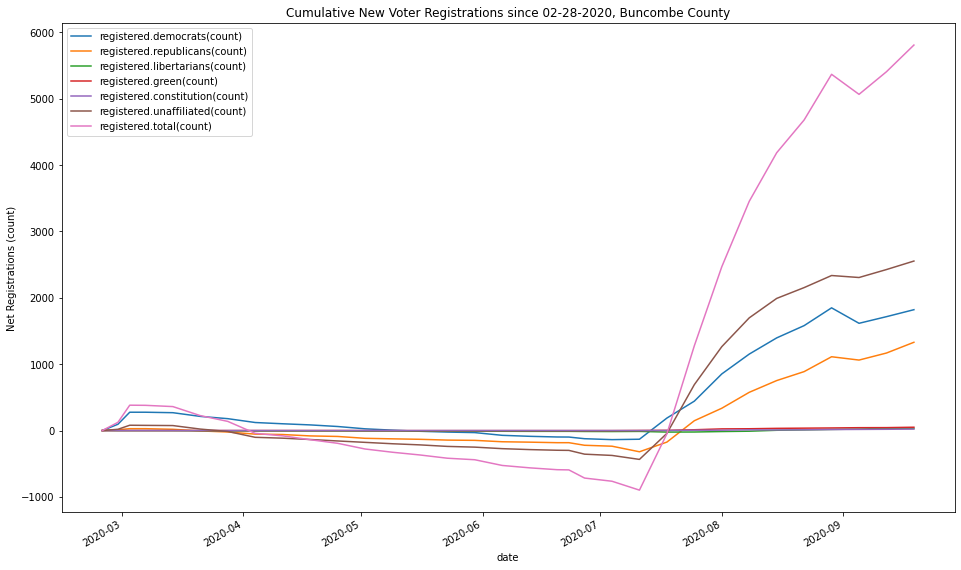 Cumulative New Voter Registrations since 02-28-2020, Buncombe County
registered.democrats(count)
registered.republicans(count)
registered.libertarians(count)
registered.green(count)
registered.constitution(count)
registered.unaffiliated(count)
registered.total(count)
Net Registrations (count)
6000
5000
4000
3000
2000
1000
0
−1000
2020-03
2020-04
2020-05
2020-06
2020-07
2020-08
2020-09
date